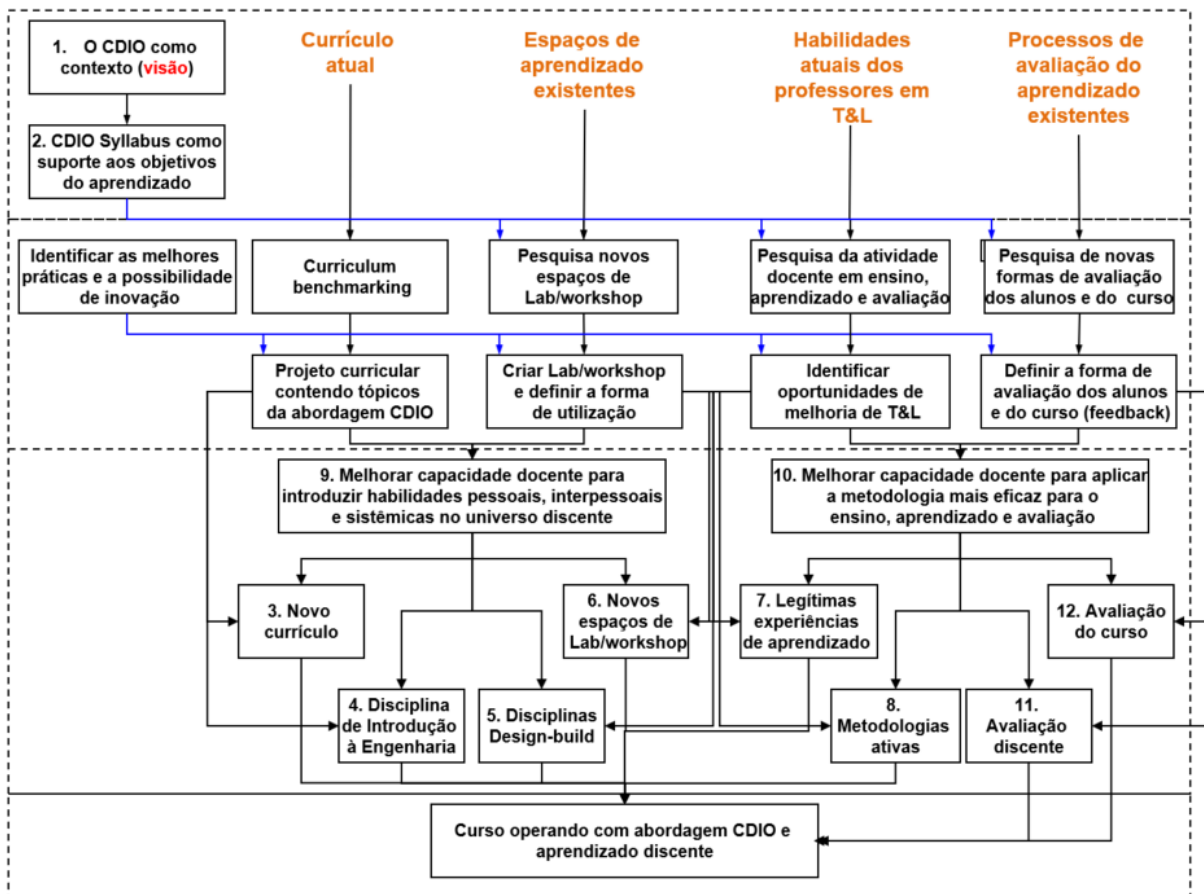 1. O CDIO como
contexto (visão)
Currículo
atual
Espaços de
aprendizado
existentes
Habilidades
atuais dos
professores em
T&L
Processos de
avaliação do
aprendizado
existentes
2. CDIO Syllabus como
suporte aos objetivos
do aprendizado
Identificar as melhores
práticas e a possibilidade
de inovação
Curriculum
benchmarking
Pesquisa novos
espaços de
Lab/workshop
Pesquisa da atividade
docente em ensino,
aprendizado e avaliação
Pesquisa de novas
formas de avaliação
dos alunos e do curso
Projeto curricular
contendo tópicos
da abordagem CDIO
Criar Lab/workshop
e definir a forma
de utilização
Identificar
oportunidades de
melhoria de T&L
Definir a forma de
avaliação dos alunos
e do curso (feedback)
9. Melhorar capacidade docente para
introduzir habilidades pessoais, interpessoais
e sistêmicas no universo discente
10. Melhorar capacidade docente para aplicar
a metodologia mais eficaz para o
ensino, aprendizado e avaliação
3. Novo
currículo
6. Novos
espaços de
Lab/workshop
7. Legítimas
experiências
de aprendizado
12. Avaliação
do curso
4. Disciplina
de Introdução
à Engenharia
5. Disciplinas
Design-build
8.
Metodologias
ativas
11.
Avaliação
discente
Curso operando com abordagem CDIO e
aprendizado discente